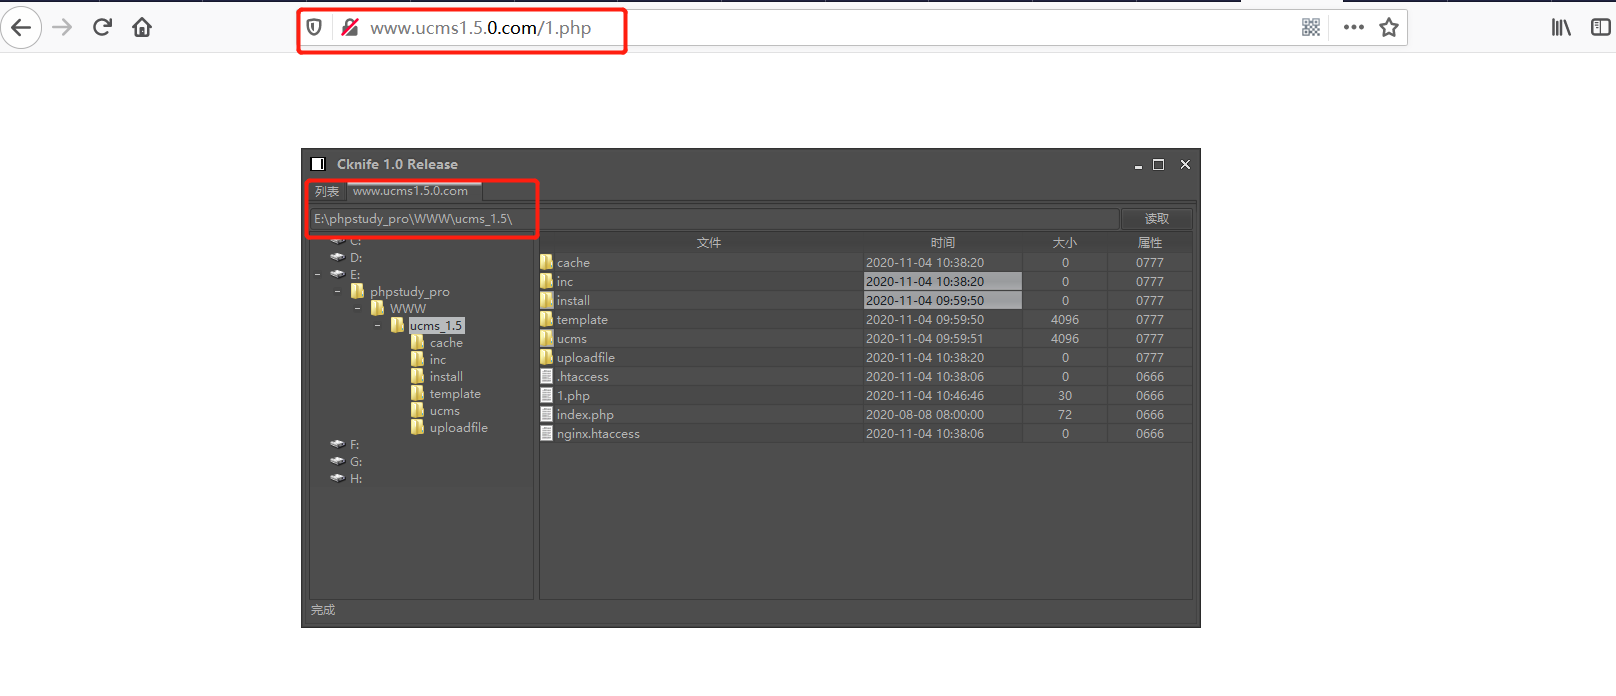 www.ucms1.5.0.com/1.php
Cknife 1.0 Release
列表 www.ucms1.5.0.com
E:\phpstudy_pro\WWW\ucms_1.5\ 读取
C:
D:
E:
phpstudy_pro
WWW
ucms_1.5
cache
inc
install
template
ucms
uploadfile
F:
G:
H:
文件 时间 大小 属性
cache 2020-11-04 10:38:20 0 0777
inc 2020-11-04 10:38:20 0 0777
install 2020-11-04 09:59:50 0 0777
template 2020-11-04 09:59:50 4096 0777
ucms 2020-11-04 09:59:51 4096 0777
uploadfile 2020-11-04 10:38:20 0 0777
.htaccess 2020-11-04 10:38:06 0 0666
1.php 2020-11-04 10:46:46 30 0666
index.php 2020-08-08 08:00:00 72 0666
nginx.htaccess 2020-11-04 10:38:06 0 0666
完成